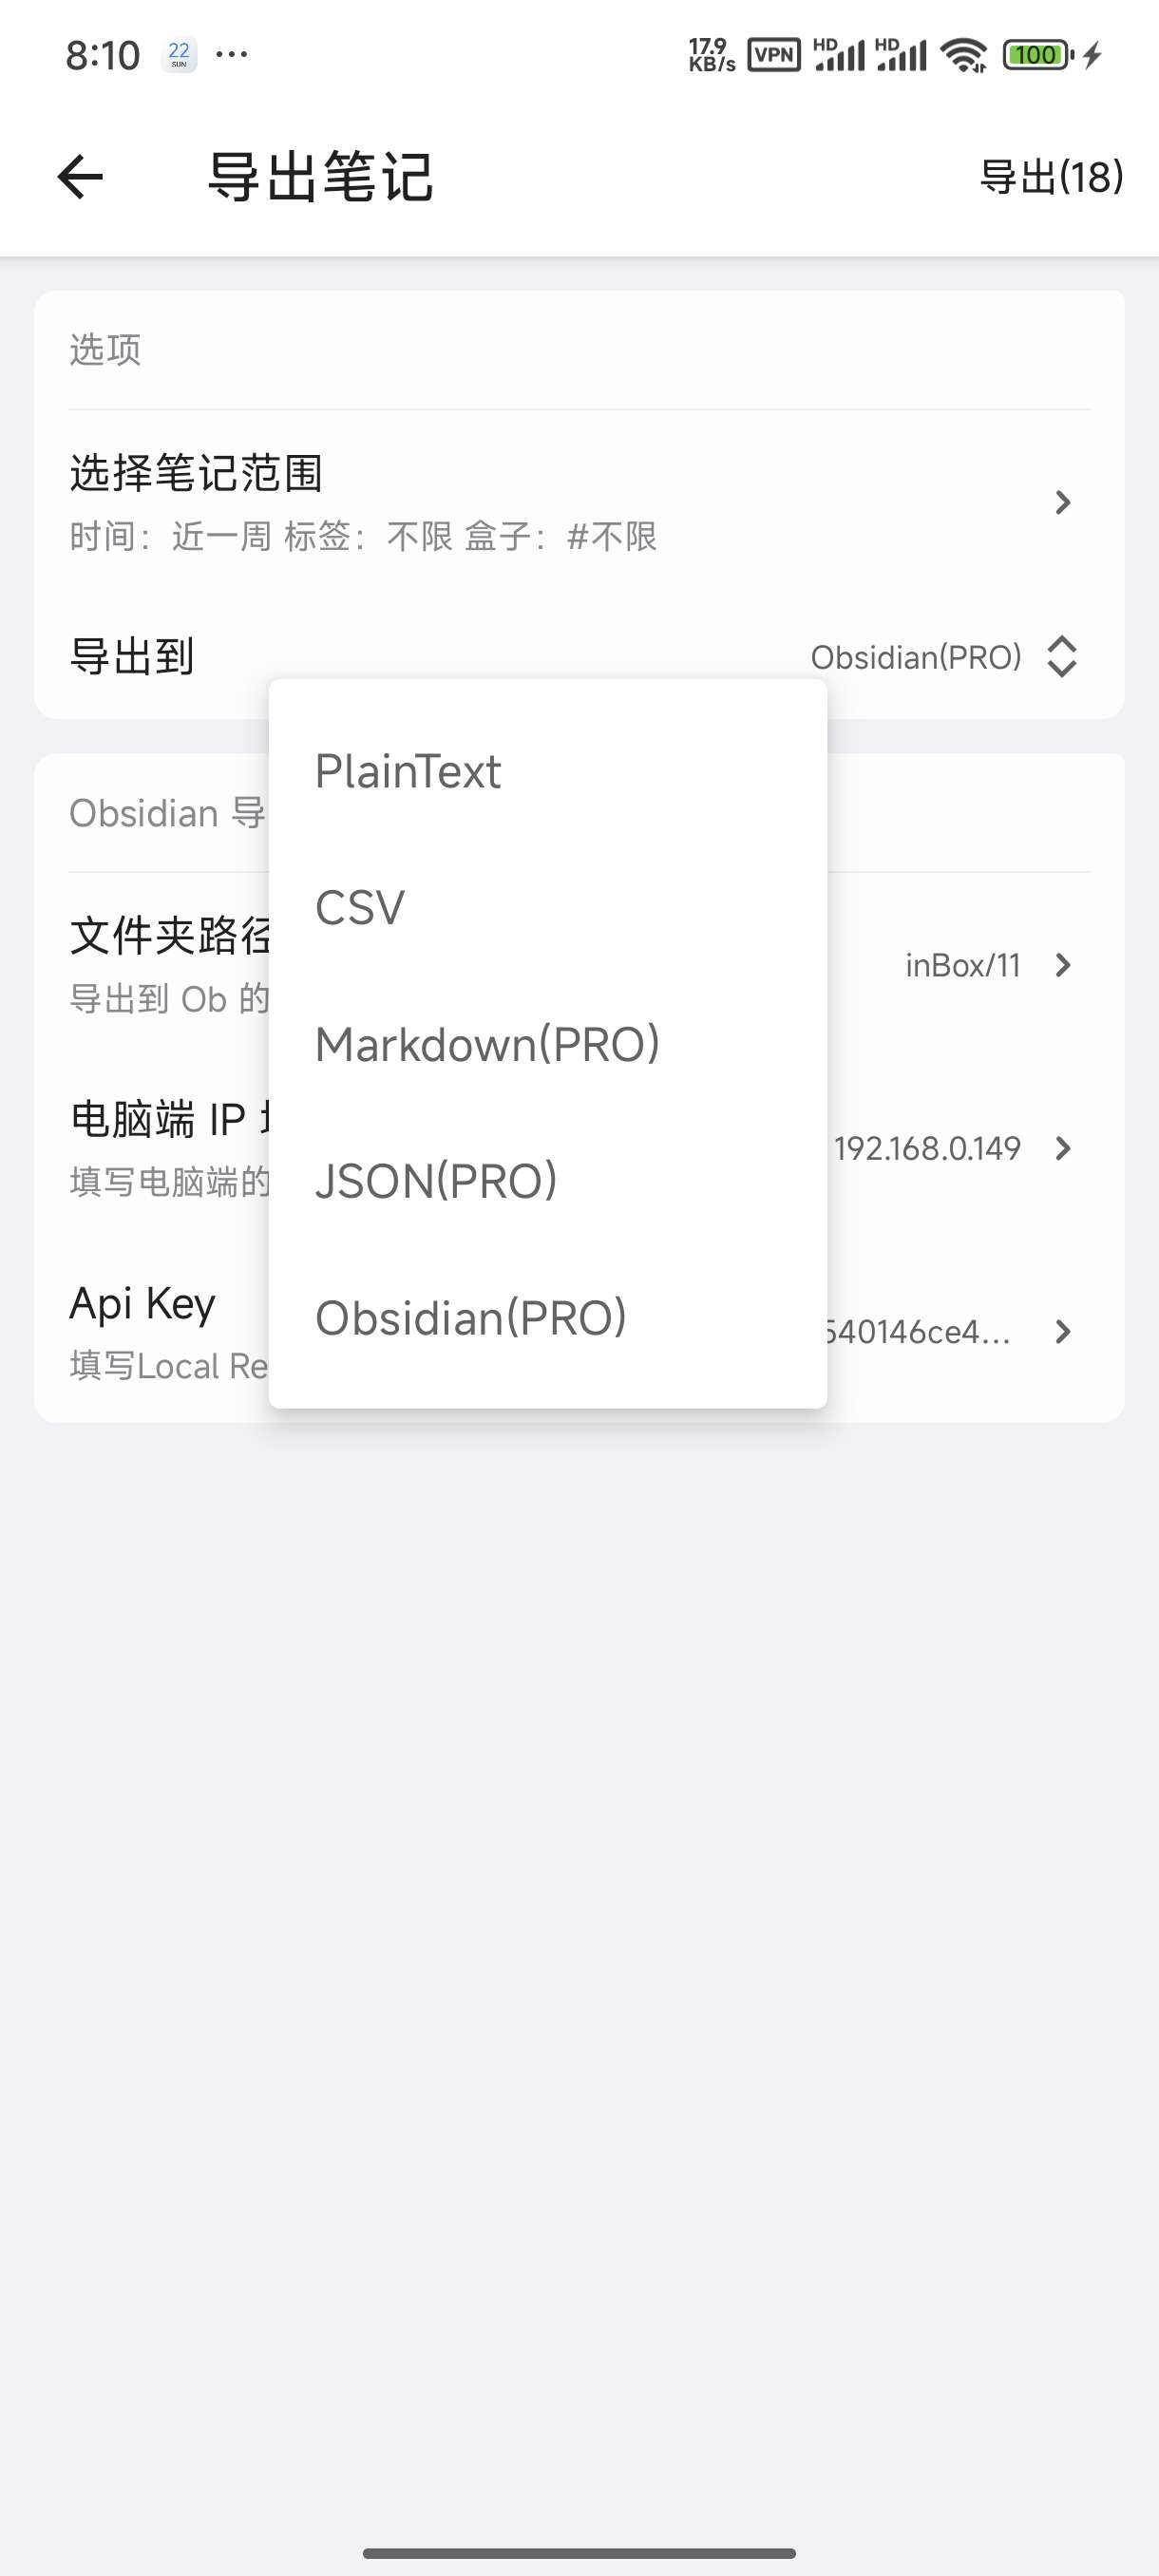 8:10 22 SUN ... 17.9 KB/s VPN HD HD 100
导出笔记 导出(18)
选项
选择笔记范围
时间：近一周 标签：不限 盒子：#不限
导出到 Obsidian(PRO)
PlainText
CSV
Markdown(PRO)
JSON(PRO)
Obsidian(PRO)
Obsidian 导
文件夹路径 inBox/11
导出到 Ob 的
电脑端 IP 192.168.0.149
填写电脑端的
Api Key 540146ce4...
填写Local Re